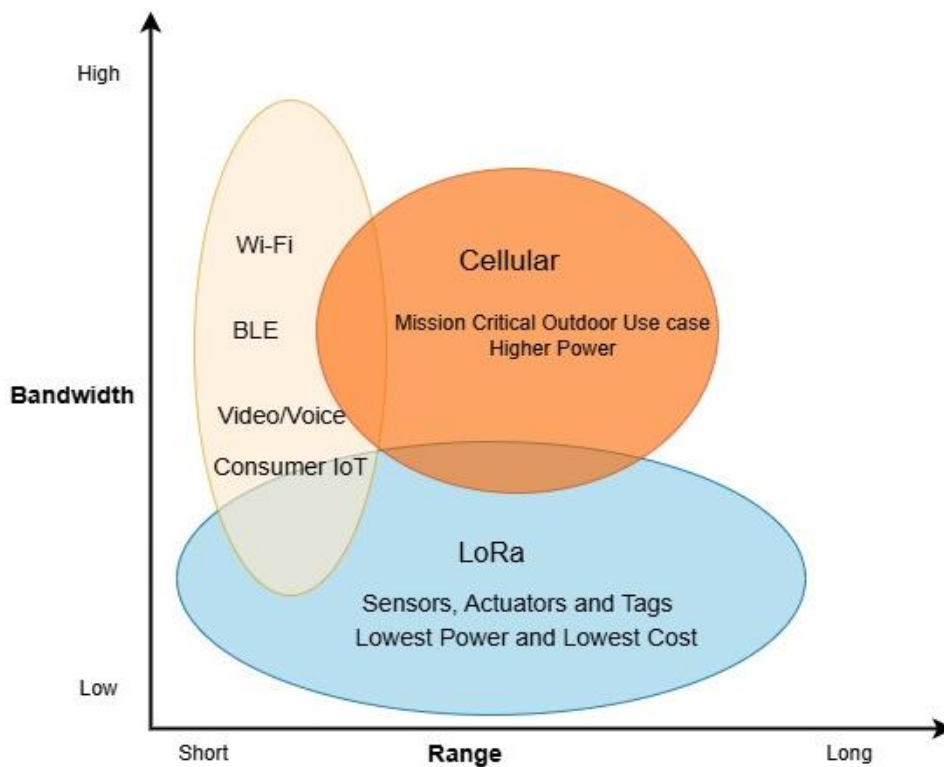 High
Wi-Fi
Cellular
BLE
Mission Critical Outdoor Use case
Higher Power
Bandwidth
Video/Voice
Consumer IoT
LoRa
Sensors, Actuators and Tags
Lowest Power and Lowest Cost
Low
Short
Range
Long